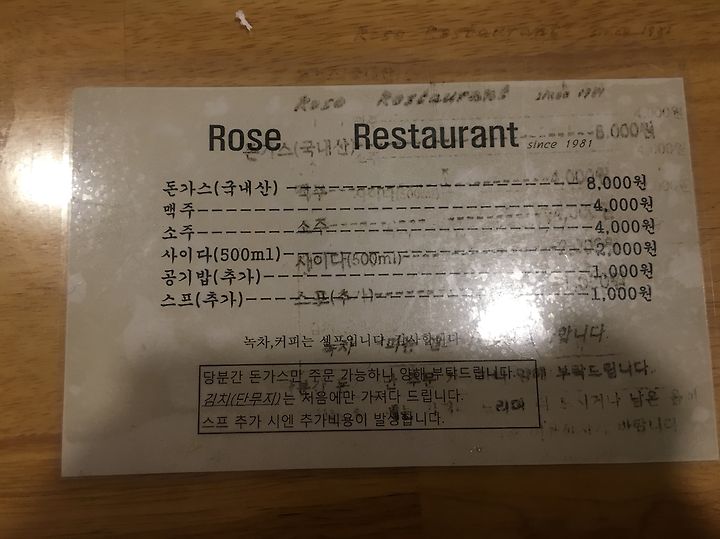 Rose Restaurant since 1981
돈가스(국내산) ---------------------- 8,000원
맥주---------------------------4,000원
소주---------------------------4,000원
사이다(500ml)---------------------2,000원
공기밥(추가)----------------------1,000원
스프(추가)-----------------------1,000원
녹차,커피는 셀프입니다. 감사합니다
당분간 돈가스만 주문 가능하니 양해 부탁드립니다.
김치(단무지)는 처음에만 가져다 드립니다.
스프 추가 시엔 추가비용이 발생합니다.